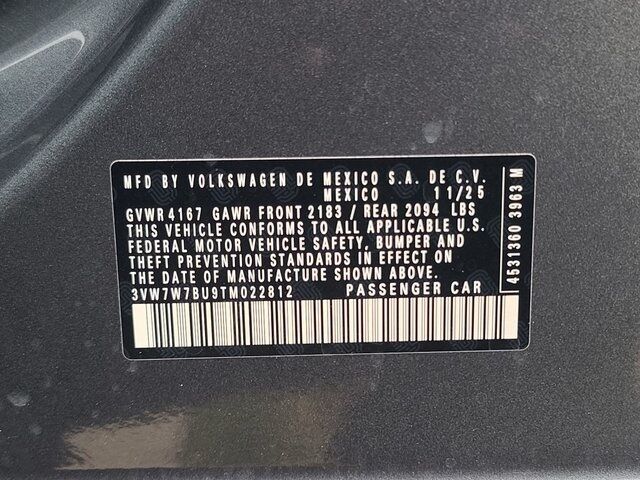 MFD BY VOLKSWAGEN DE MEXICO S.A. DE C.V.
MEXICO 11/25
GVWR 4167 GAWR FRONT 2183 / REAR 2094 LBS
THIS VEHICLE CONFORMS TO ALL APPLICABLE U.S.
FEDERAL MOTOR VEHICLE SAFETY, BUMPER AND
THEFT PREVENTION STANDARDS IN EFFECT ON
THE DATE OF MANUFACTURE SHOWN ABOVE.
3VW7W7BU9TM022812 PASSENGER CAR
4531360 3963 M